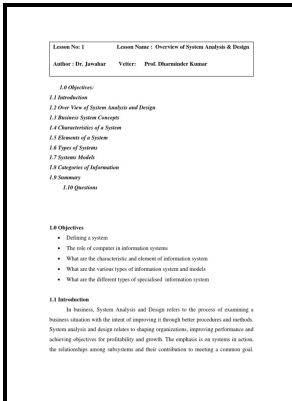 Lesson No: 1 Lesson Name : Overview of System Analysis & Design
Author : Dr. Jawahar Vetter: Prof. Dharminder Kumar
1.0 Objectives:
1.1 Introduction
1.2 Over View of System Analysis and Design
1.3 Business System Concepts
1.4 Characteristics of a System
1.5 Elements of a System
1.6 Types of Systems
1.7 Systems Models
1.8 Categories of Information
1.9 Summary
1.10 Questions
1.0 Objectives
• Defining a system
• The role of computer in information systems
• What are the characteristic and element of information system
• What are the various types of information system and models
• What are the different types of specialised information system
1.1 Introduction
In business, System Analysis and Design refers to the process of examining a
business situation with the intent of improving it through better procedures and methods.
System analysis and design relates to shaping organizations, improving performance and
achieving objectives for profitability and growth. The emphasis is on systems in action,
the relationships among subsystems and their contribution to meeting a common goal.